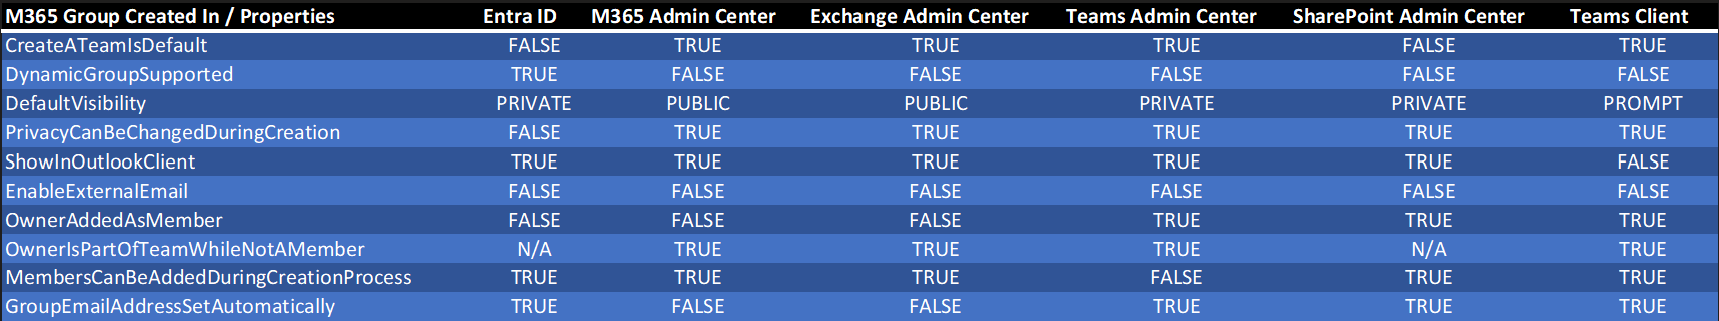 M365 Group Created In / Properties Entra ID M365 Admin Center Exchange Admin Center Teams Admin Center SharePoint Admin Center Teams Client
CreateATeamIsDefault FALSE TRUE TRUE TRUE FALSE TRUE
DynamicGroupSupported TRUE FALSE FALSE FALSE FALSE FALSE
DefaultVisibility PRIVATE PUBLIC PUBLIC PRIVATE PRIVATE PROMPT
PrivacyCanBeChangedDuringCreation FALSE TRUE TRUE TRUE TRUE TRUE
ShowInOutlookClient TRUE TRUE TRUE TRUE TRUE FALSE
EnableExternalEmail FALSE FALSE FALSE FALSE FALSE FALSE
OwnerAddedAsMember FALSE FALSE FALSE TRUE TRUE TRUE
OwnerIsPartOfTeamWhileNotAMember N/A TRUE TRUE TRUE N/A TRUE
MembersCanBeAddedDuringCreationProcess TRUE TRUE TRUE FALSE TRUE TRUE
GroupEmailAddressSetAutomatically TRUE FALSE FALSE TRUE TRUE TRUE